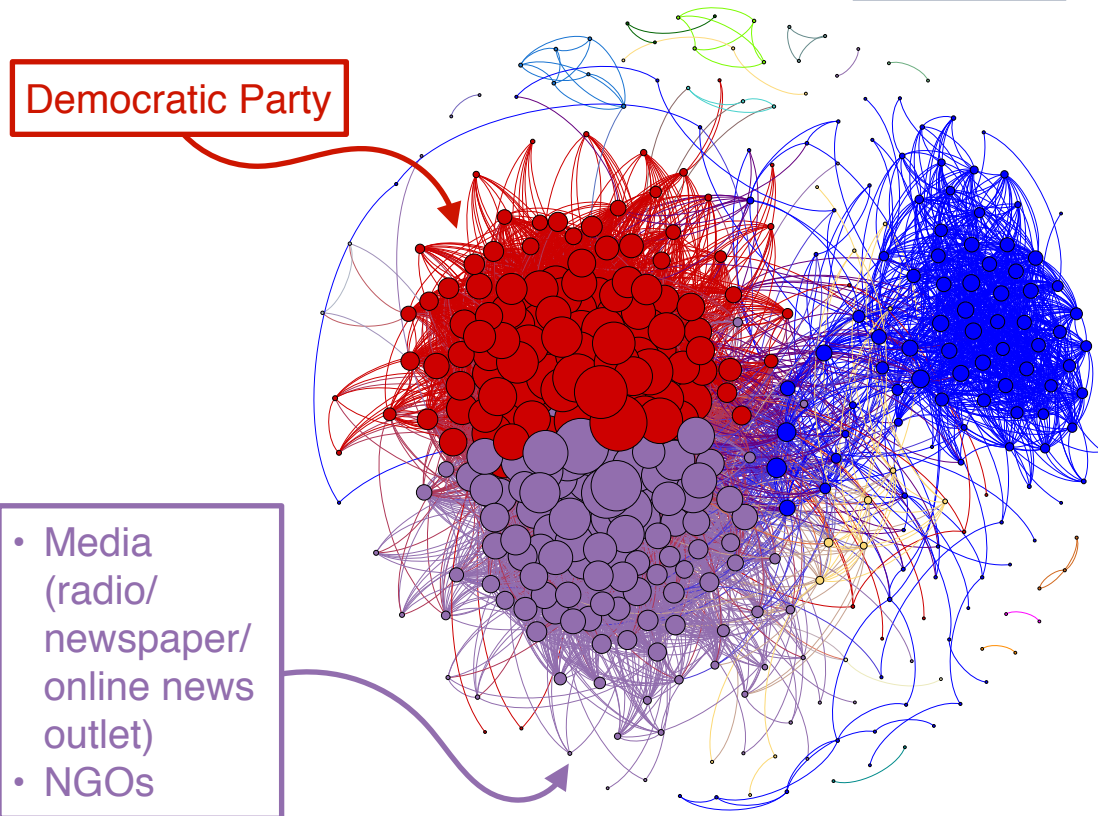 Democratic Party
• Media
(radio/
newspaper/
online news
outlet)
• NGOs